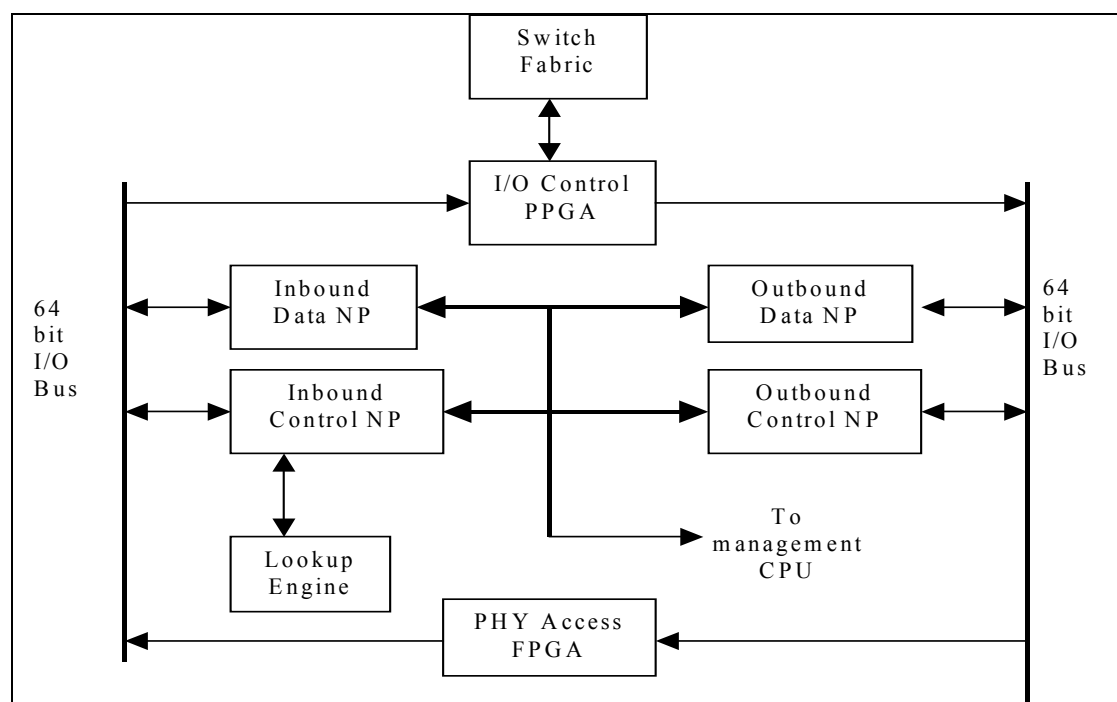 Switch
Fabric
I/O Control
PPGA
64
bit
I/O
Bus
Inbound
Data NP
Outbound
Data NP
64
bit
I/O
Bus
Inbound
Control NP
Outbound
Control NP
Lookup
Engine
To
management
CPU
PHY Access
FPGA